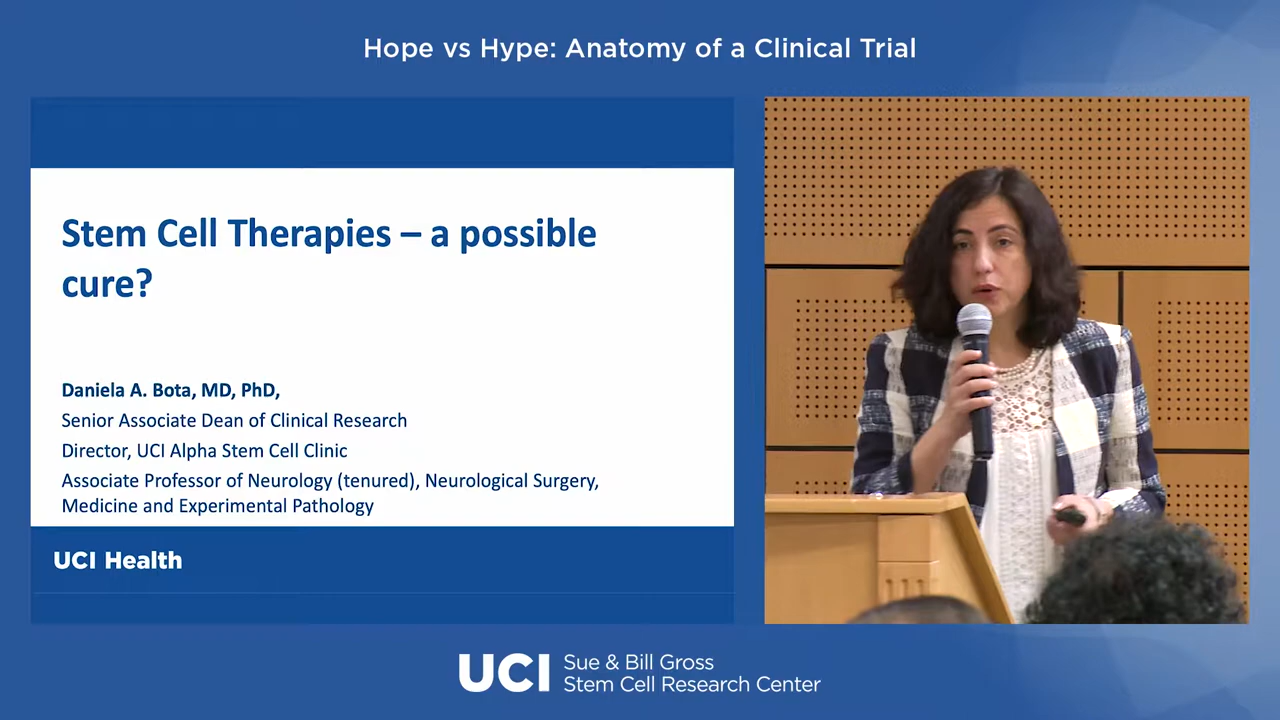 Hope vs Hype: Anatomy of a Clinical Trial
Stem Cell Therapies – a possible
cure?
Daniela A. Bota, MD, PhD,
Senior Associate Dean of Clinical Research
Director, UCI Alpha Stem Cell Clinic
Associate Professor of Neurology (tenured), Neurological Surgery,
Medicine and Experimental Pathology
UCI Health
UCI
Sue & Bill Gross
Stem Cell Research Center